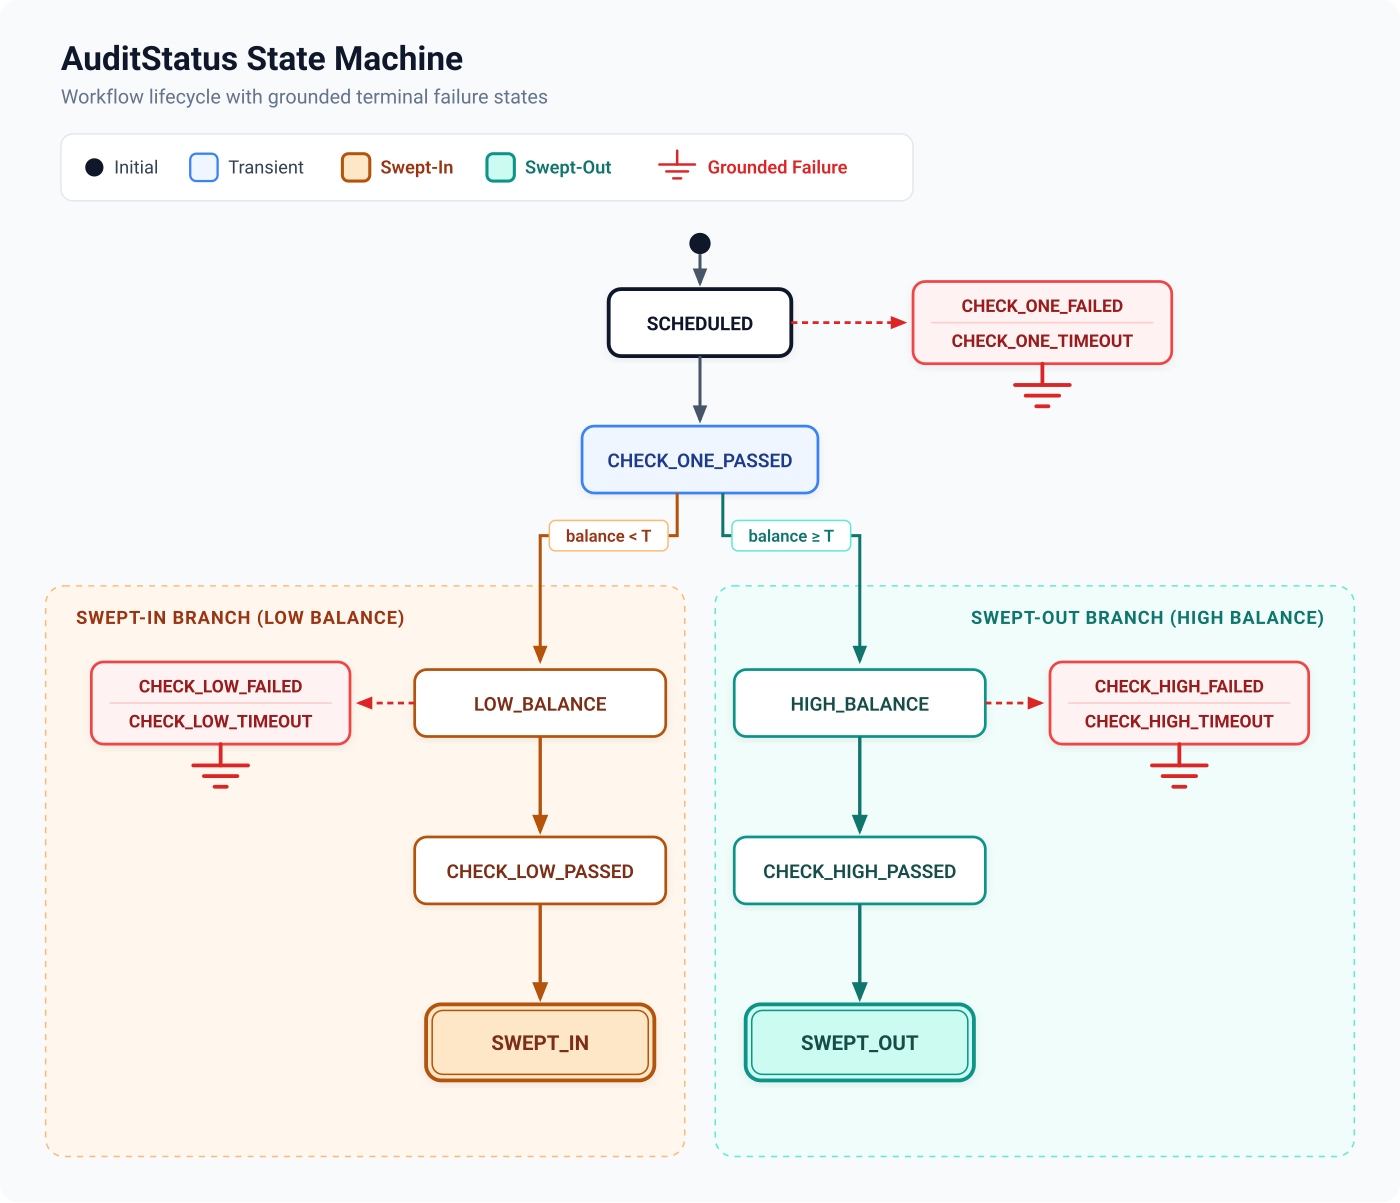 AuditStatus State Machine
Workflow lifecycle with grounded terminal failure states
Initial
Transient
Swept-In
Swept-Out
Grounded Failure
SCHEDULED
CHECK_ONE_FAILED
CHECK_ONE_TIMEOUT
CHECK_ONE_PASSED
balance < T
balance ≥ T
SWEPT-IN BRANCH (LOW BALANCE)
SWEPT-OUT BRANCH (HIGH BALANCE)
CHECK_LOW_FAILED
CHECK_LOW_TIMEOUT
LOW_BALANCE
HIGH_BALANCE
CHECK_HIGH_FAILED
CHECK_HIGH_TIMEOUT
CHECK_LOW_PASSED
CHECK_HIGH_PASSED
SWEPT_IN
SWEPT_OUT